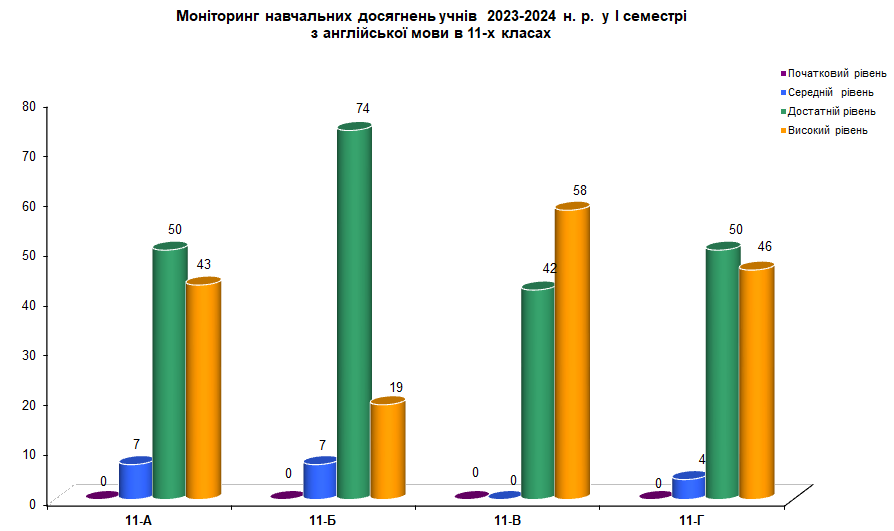 Моніторинг навчальних досягнень учнів 2023-2024 н. р. у І семестрі
з англійської мови в 11-х класах
Початковий рівень
Середній рівень
Достатній рівень
Високий рівень
80
70
60
50
40
30
20
10
0
0
7
50
43
0
7
74
19
0
0
42
58
0
4
50
46
11-А
11-Б
11-В
11-Г